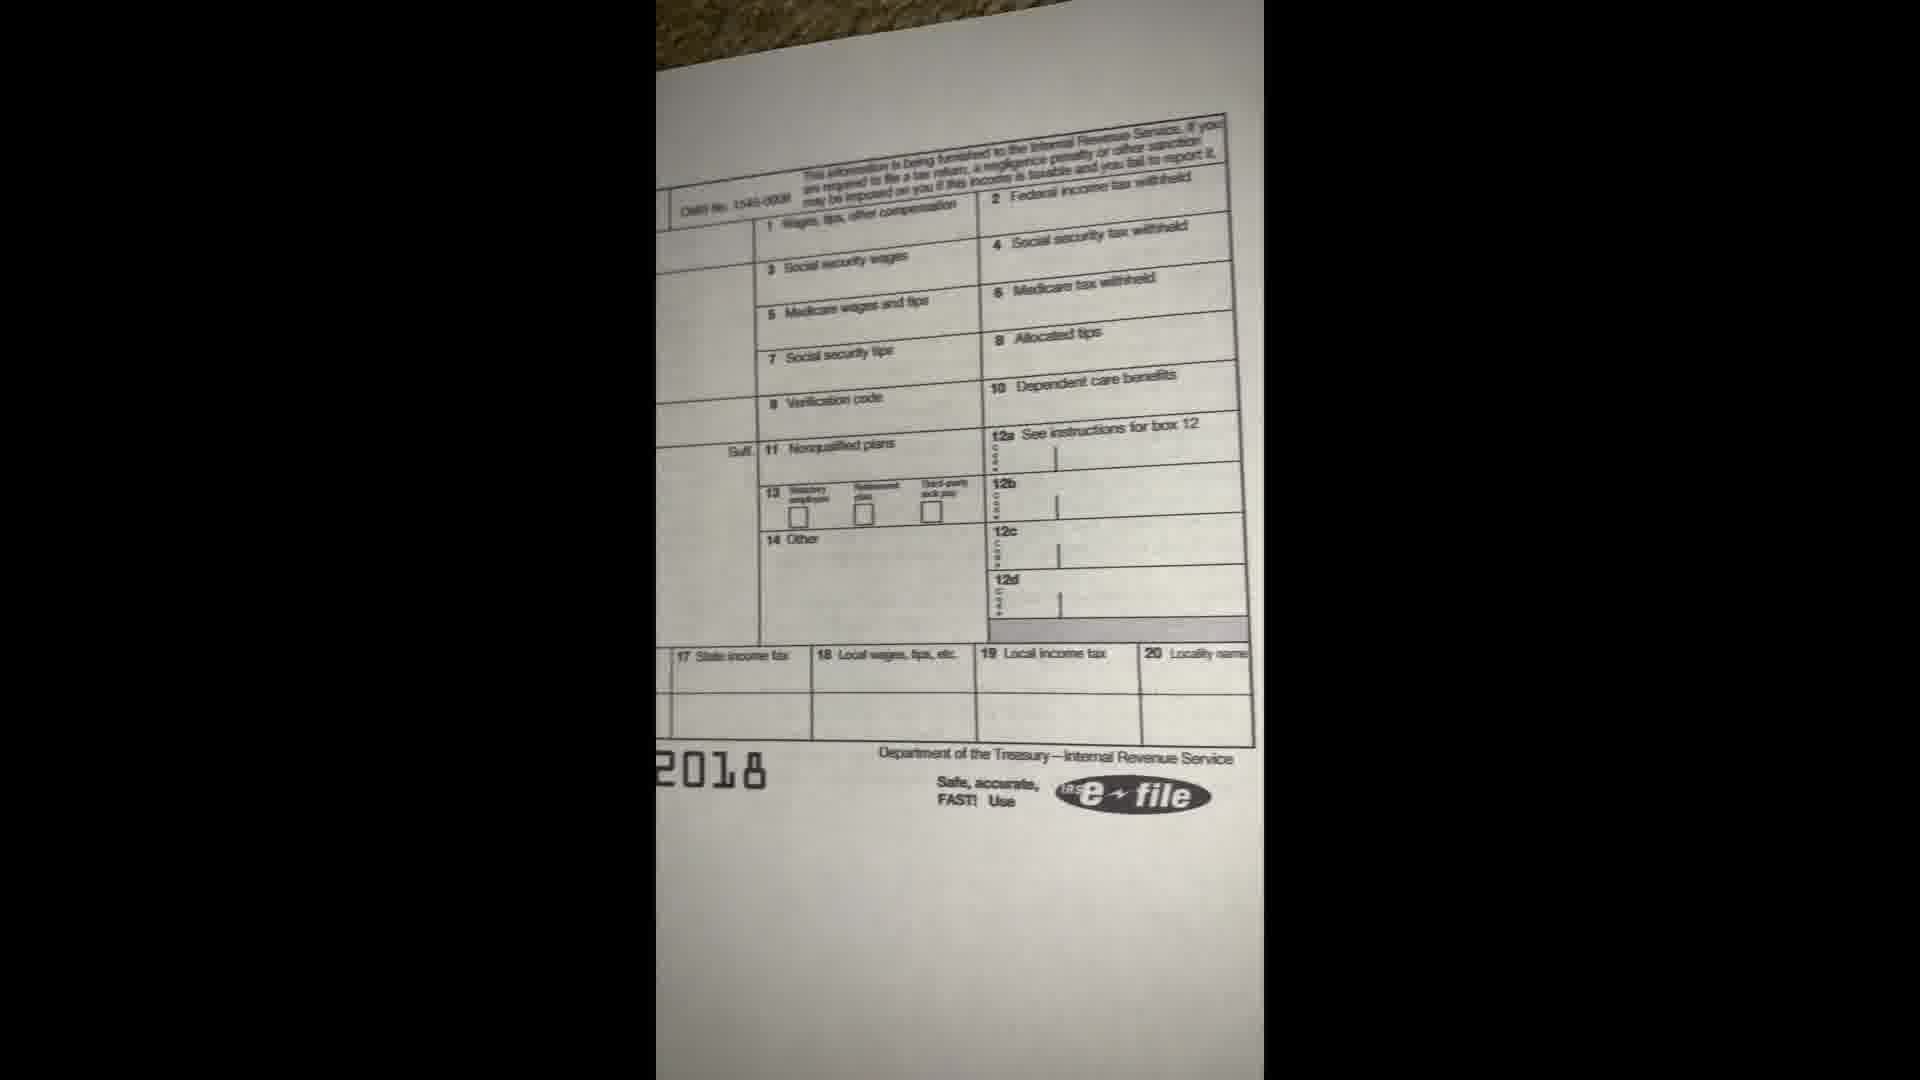 This information is being furnished to the Internal Revenue Service. If you
are required to file a tax return, a negligence penalty or other sanction
may be imposed on you if this income is taxable and you fail to report it.
OMB No. 1545-0008
1 Wages, tips, other compensation
2 Federal income tax withheld
3 Social security wages
4 Social security tax withheld
5 Medicare wages and tips
6 Medicare tax withheld
7 Social security tips
8 Allocated tips
9 Verification code
10 Dependent care benefits
Suff.
11 Nonqualified plans
12a See instructions for box 12
Code
13
Statutory
employee
Retirement
plan
Third-party
sick pay
12b
Code
14 Other
12c
Code
12d
Code
17 State income tax
18 Local wages, tips, etc.
19 Local income tax
20 Locality name
2018
Department of the Treasury—Internal Revenue Service
Safe, accurate,
FAST! Use
IRS e-file